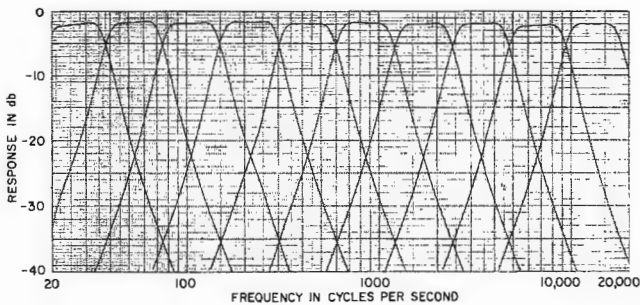 0
-10
-20
-30
-40
RESPONSE IN db
20 100 1000 10,000 20,000
FREQUENCY IN CYCLES PER SECOND